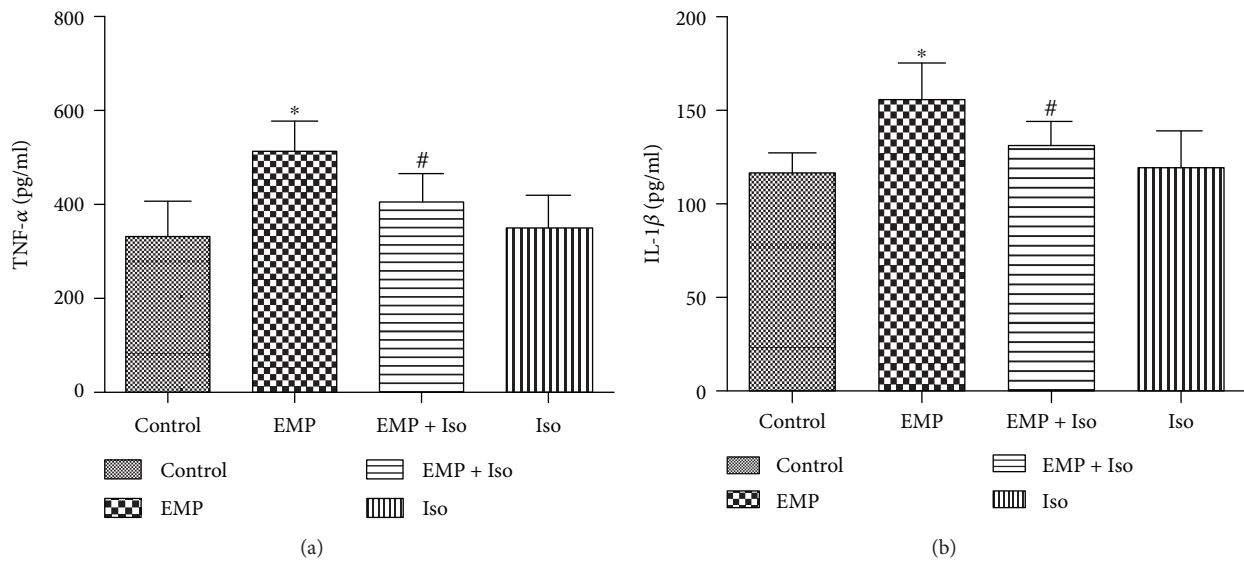 800
600
400
200
0
TNF-α (pg/ml)
*
#
Control EMP EMP + Iso Iso
Control EMP + Iso
EMP Iso
(a)
200
150
100
50
0
IL-1β (pg/ml)
*
#
Control EMP EMP + Iso Iso
Control EMP + Iso
EMP Iso
(b)